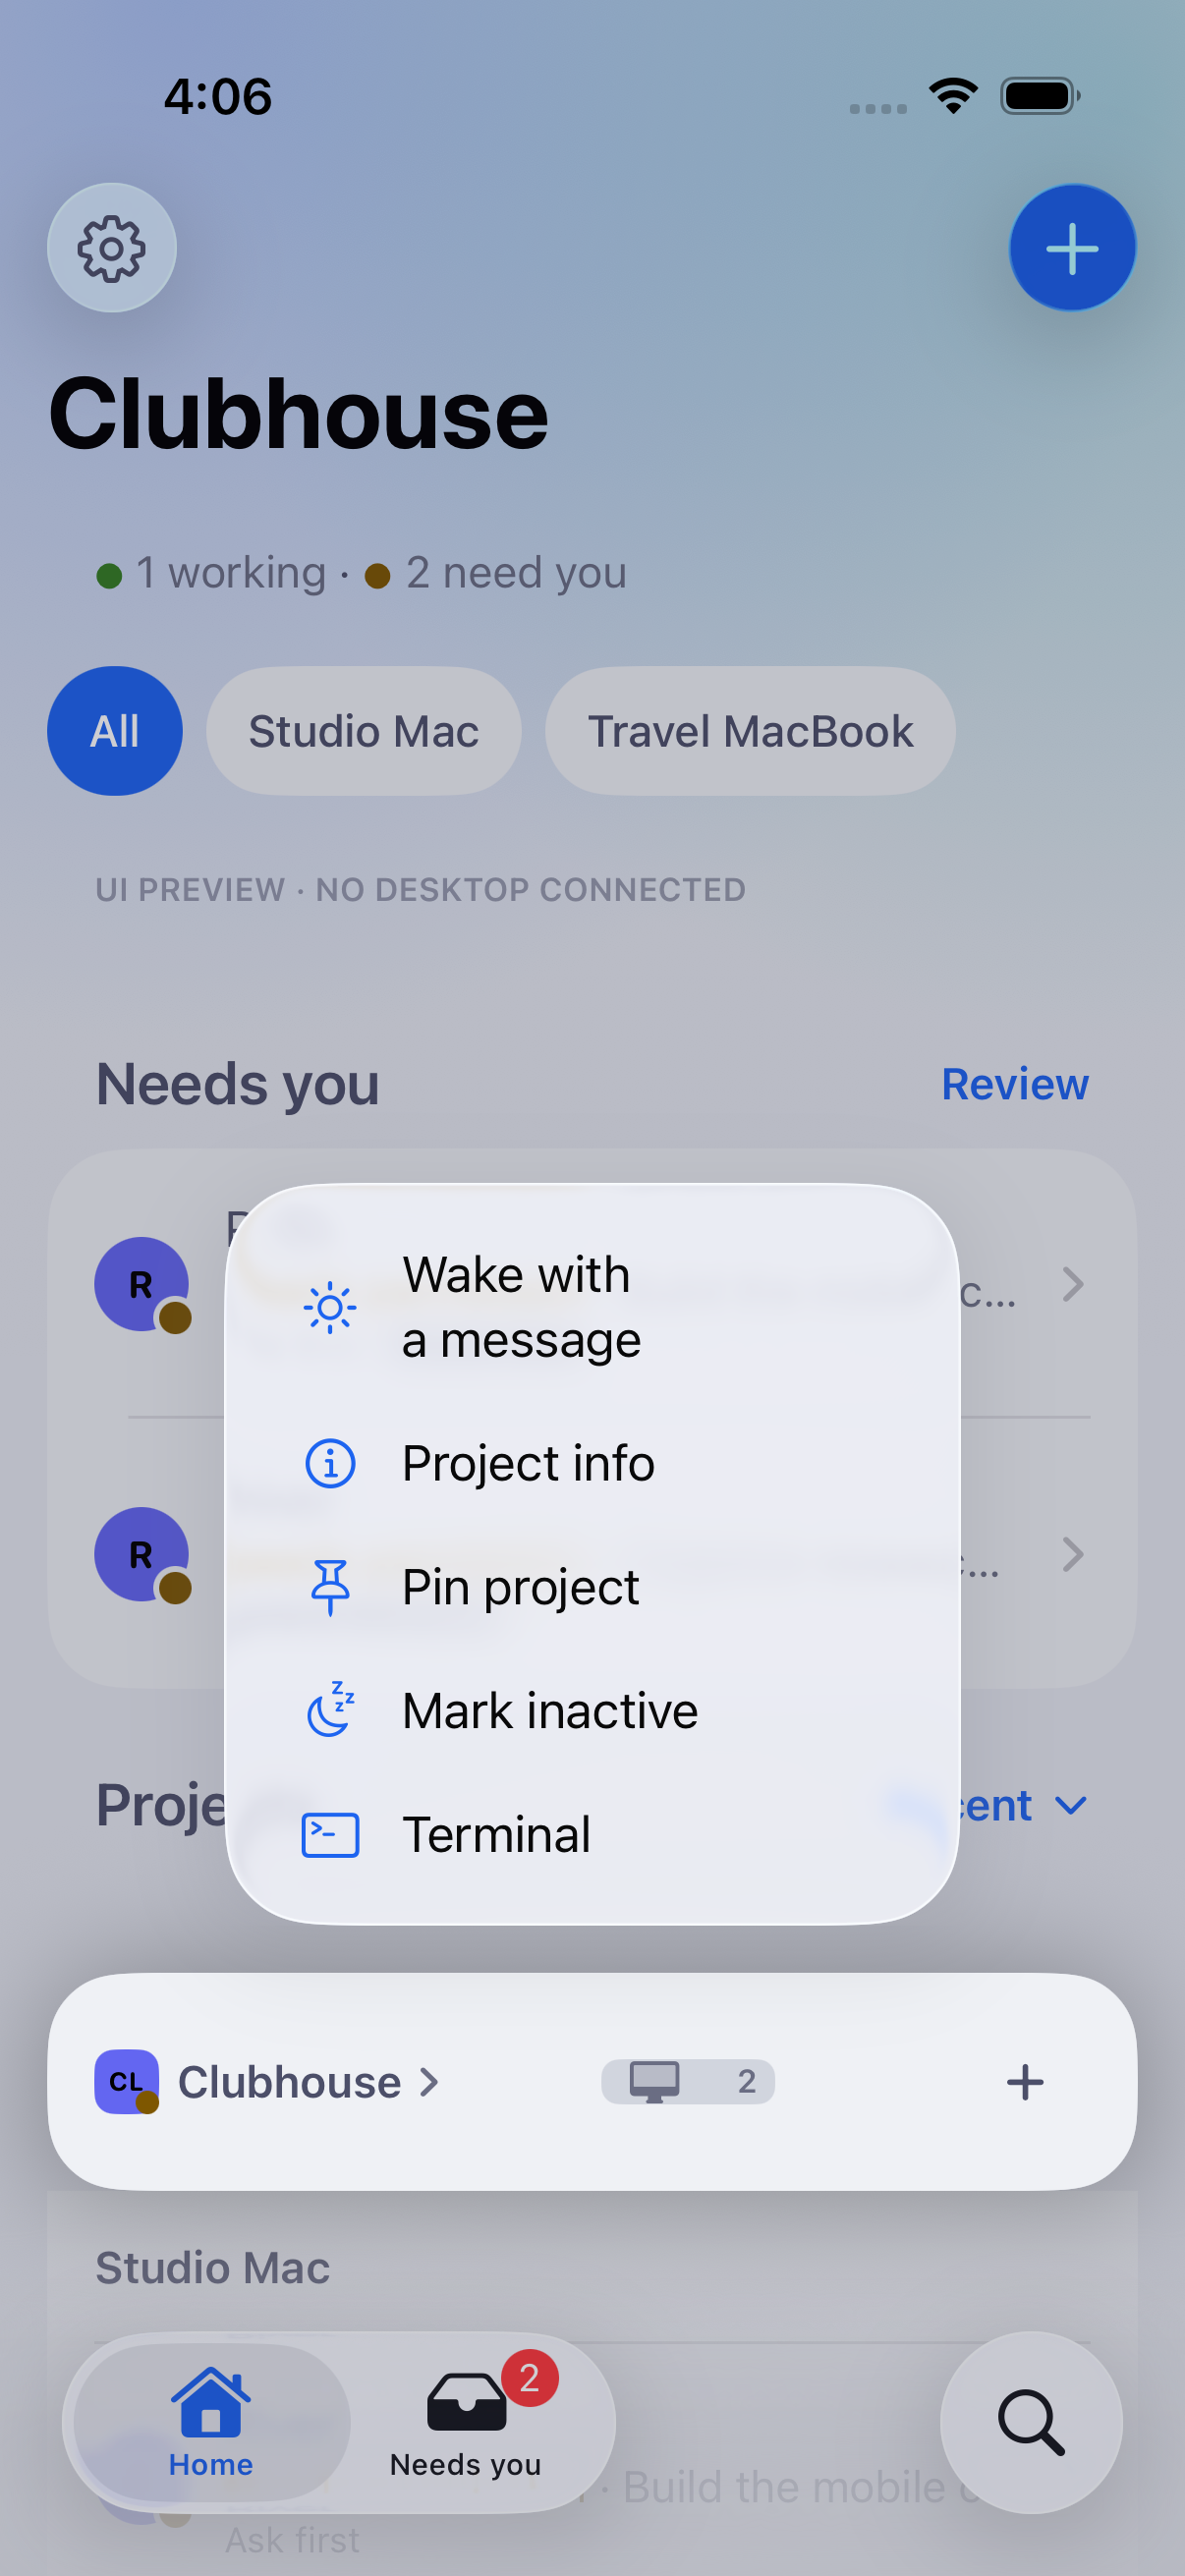 4:06
Clubhouse
1 working · 2 need you
All
Studio Mac
Travel MacBook
UI PREVIEW · NO DESKTOP CONNECTED
Needs you
Review
R
c...
R
Wake with
a message
Project info
Pin project
Mark inactive
Terminal
CL
Clubhouse
2
Studio Mac
Home
Needs you
2
· Build the mobile
Ask first